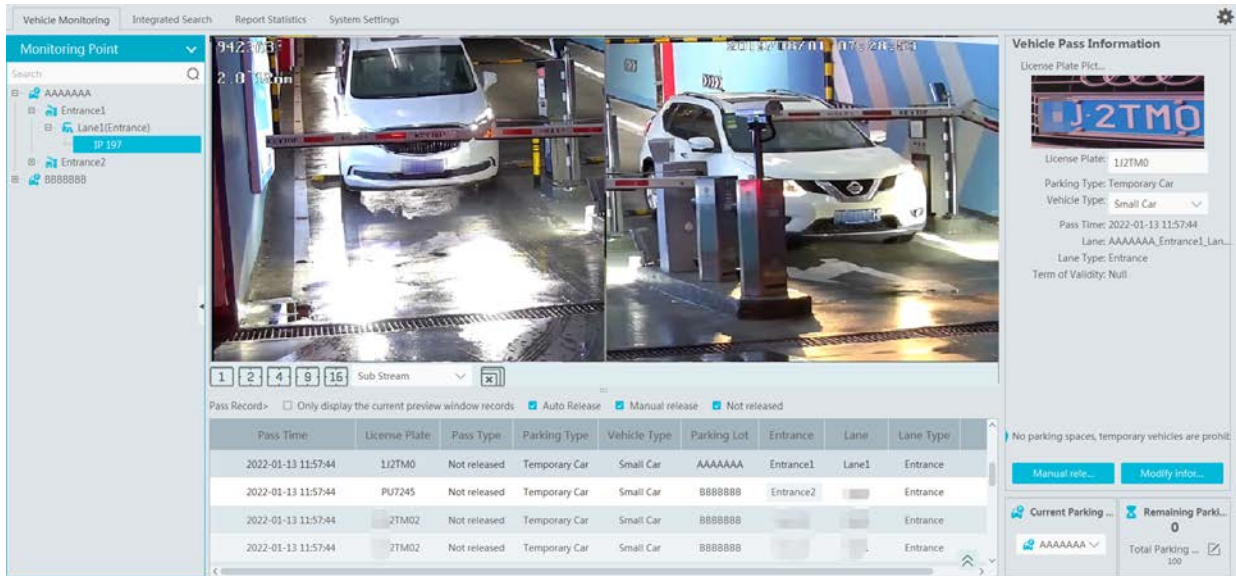 Vehicle Monitoring Integrated Search Report Statistics System Settings
Monitoring Point
Search
AAAAAAA
Entrance1
Lane1(Entrance)
IP 197
Entrance2
BBBBBBB
1 2 4 9 16 Sub Stream
Pass Record> Only display the current preview window records Auto Release Manual release Not released
Pass Time License Plate Pass Type Parking Type Vehicle Type Parking Lot Entrance Lane Lane Type
2022-01-13 11:57:44 1J2TM0 Not released Temporary Car Small Car AAAAAAA Entrance1 Lane1 Entrance
2022-01-13 11:57:44 PU7245 Not released Temporary Car Small Car BBBBBBB Entrance2 Entrance
2022-01-13 11:57:44 2TM02 Not released Temporary Car Small Car BBBBBBB Entrance
2022-01-13 11:57:44 2TM02 Not released Temporary Car Small Car BBBBBBB Entrance
Vehicle Pass Information
License Plate Pict...
J·2TM0
License Plate: 1J2TM0
Parking Type: Temporary Car
Vehicle Type: Small Car
Pass Time: 2022-01-13 11:57:44
Lane: AAAAAAA_Entrance1_Lan...
Lane Type: Entrance
Term of Validity: Null
No parking spaces, temporary vehicles are prohib
Manual rele... Modify infor...
Current Parking ...
AAAAAAA
Remaining Parki...
0
Total Parking ...
100